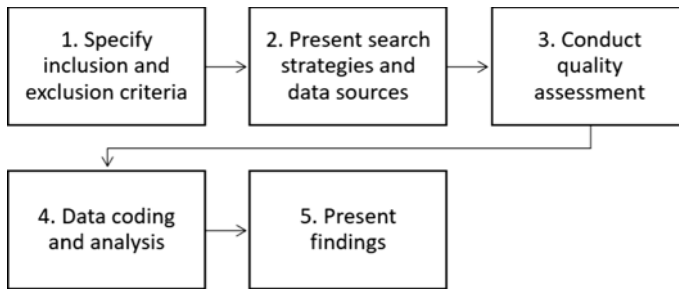 1. Specify
inclusion and
exclusion criteria
2. Present search
strategies and
data sources
3. Conduct
quality
assessment
4. Data coding
and analysis
5. Present
findings